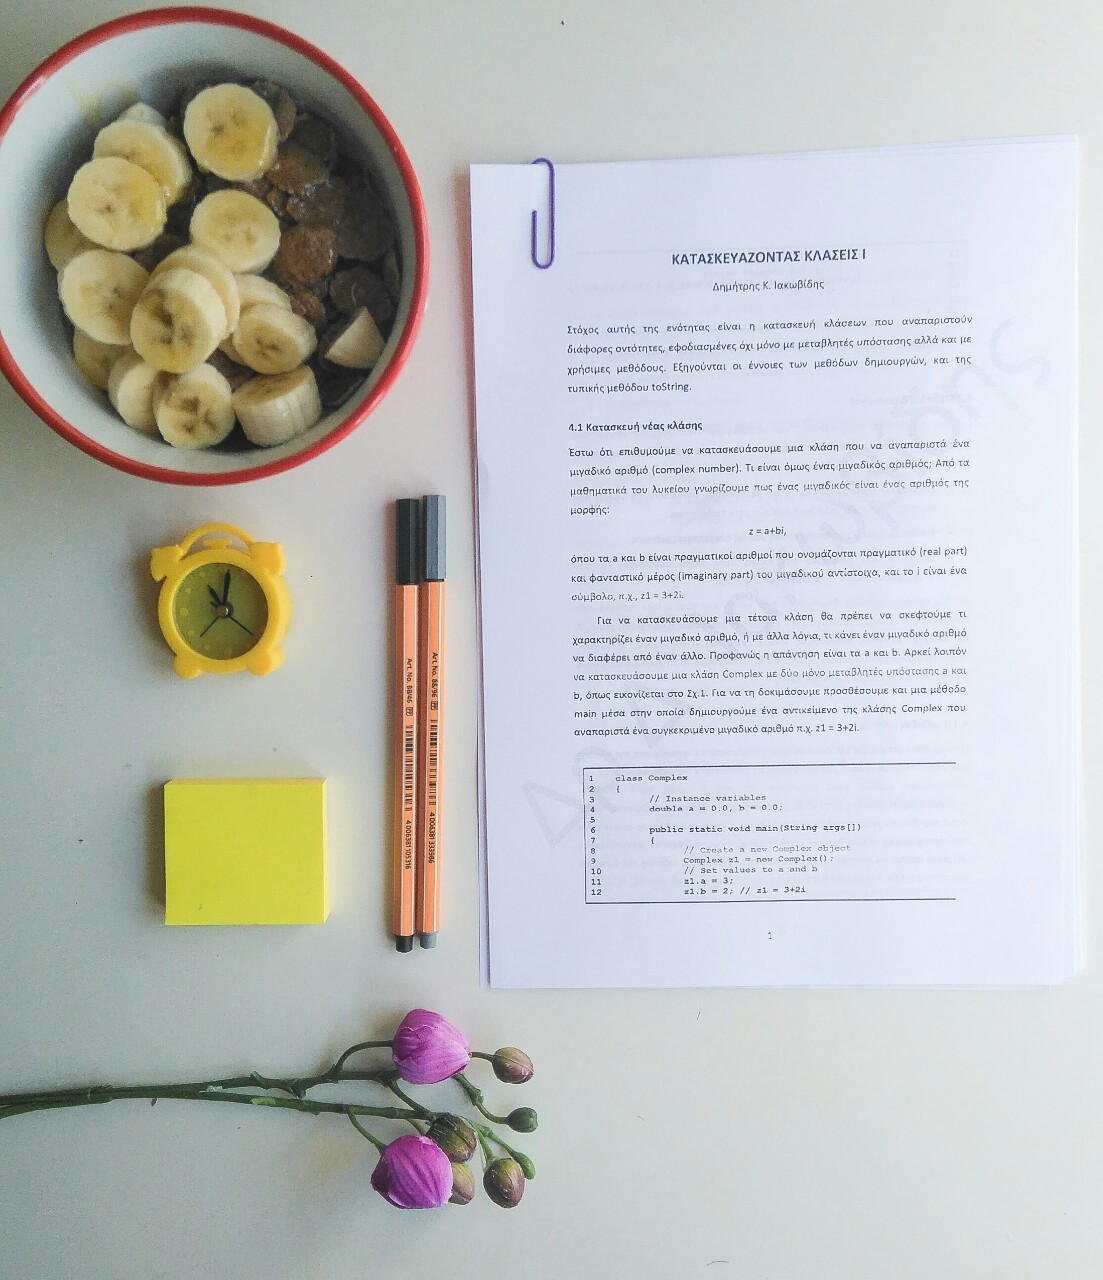 ΚΑΤΑΣΚΕΥΑΖΟΝΤΑΣ ΚΛΑΣΕΙΣ Ι
Δημήτρης Κ. Ιακωβίδης
Στόχος αυτής της ενότητας είναι η κατασκευή κλάσεων που αναπαριστούν
διάφορες οντότητες, εφοδιασμένες όχι μόνο με μεταβλητές υπόστασης αλλά και με
χρήσιμες μεθόδους. Εξηγούνται οι έννοιες των μεθόδων δημιουργών, και της
τυπικής μεθόδου toString.
4.1 Κατασκευή νέας κλάσης
Έστω ότι επιθυμούμε να κατασκευάσουμε μια κλάση που να αναπαριστά ένα
μιγαδικό αριθμό (complex number). Τι είναι όμως ένας μιγαδικός αριθμός; Από τα
μαθηματικά του λυκείου γνωρίζουμε πως ένας μιγαδικός είναι ένας αριθμός της
μορφής:
z = a+bi,
όπου τα a και b είναι πραγματικοί αριθμοί που ονομάζονται πραγματικό (real part)
και φανταστικό μέρος (imaginary part) του μιγαδικού αντίστοιχα, και το i είναι ένα
σύμβολο, π.χ., z1 = 3+2i.
Για να κατασκευάσουμε μια τέτοια κλάση θα πρέπει να σκεφτούμε τι
χαρακτηρίζει έναν μιγαδικό αριθμό, ή με άλλα λόγια, τι κάνει έναν μιγαδικό αριθμό
να διαφέρει από έναν άλλο. Προφανώς η απάντηση είναι τα a και b. Αρκεί λοιπόν
να κατασκευάσουμε μια κλάση Complex με δύο μόνο μεταβλητές υπόστασης a και
b, όπως εικονίζεται στο Σχ.1. Για να τη δοκιμάσουμε προσθέσουμε και μια μέθοδο
main μέσα στην οποία δημιουργούμε ένα αντικείμενο της κλάσης Complex που
αναπαριστά ένα συγκεκριμένο μιγαδικό αριθμό π.χ. z1 = 3+2i.
1 class Complex
2 {
3 // Instance variables
4 double a = 0.0, b = 0.0;
5
6 public static void main(String args[])
7 {
8 // Create a new Complex object
9 Complex z1 = new Complex();
10 // Set values to a and b
11 z1.a = 3;
12 z1.b = 2; // z1 = 3+2i
1
Art. No. 88/46
4 006381 105316
Art. No. 88/96
4 006381 333986